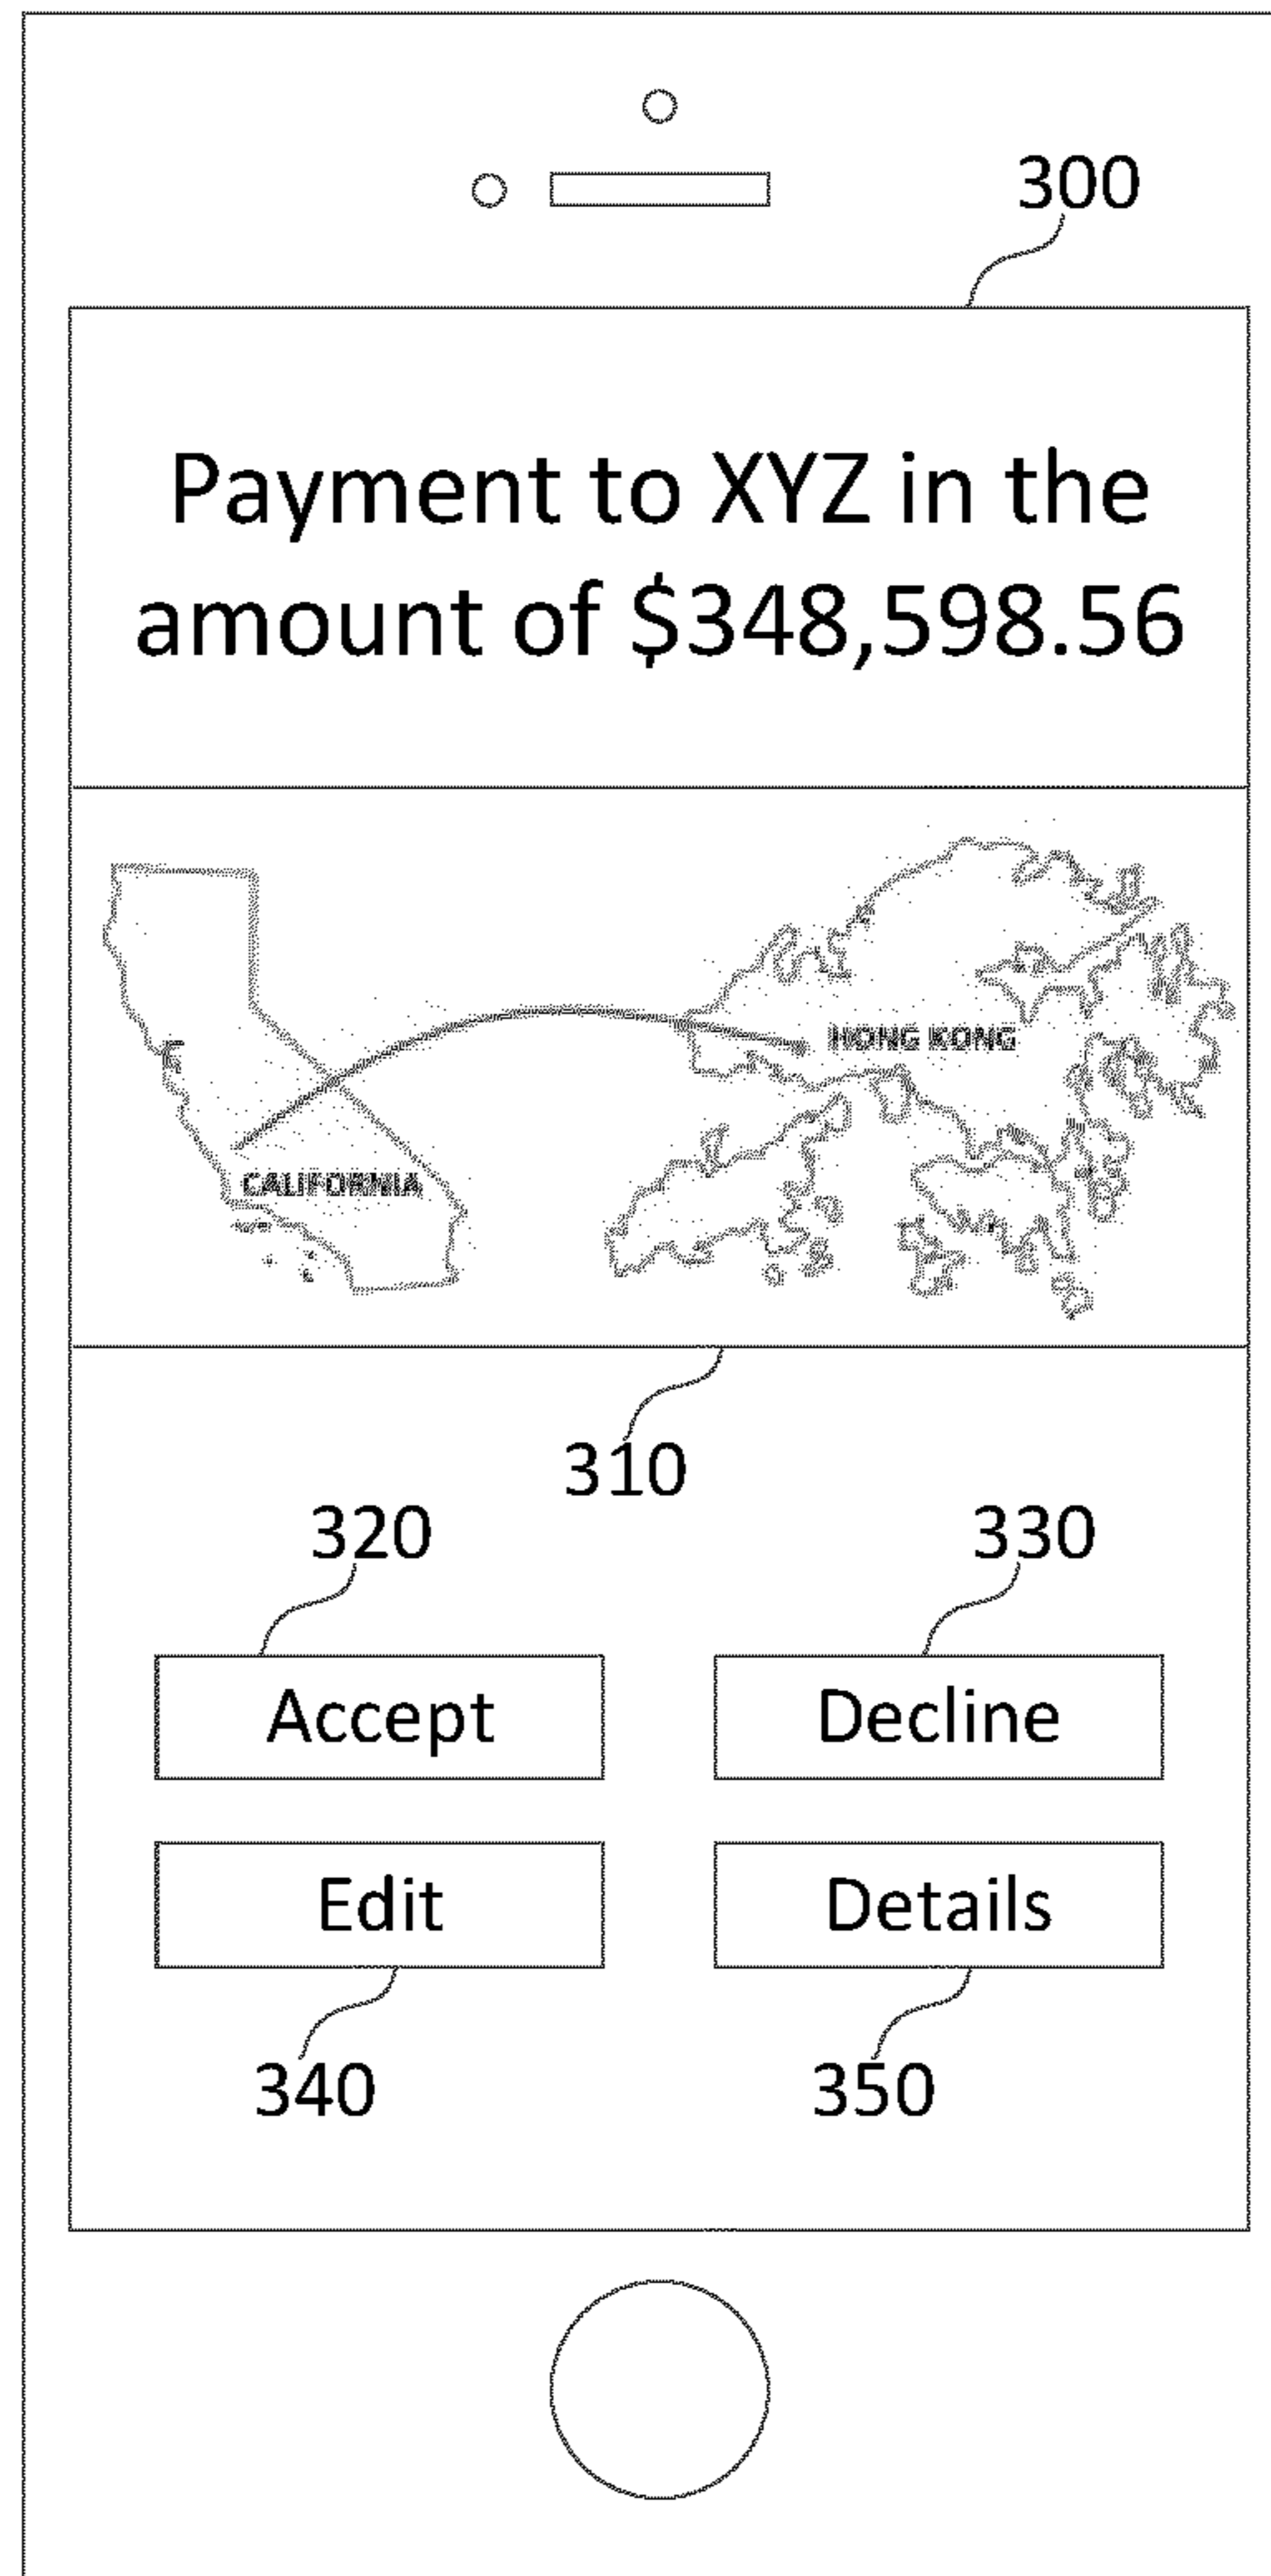 300
Payment to XYZ in the
amount of $348,598.56
HONG KONG
CALIFORNIA
310
320
330
Accept
Decline
Edit
Details
340
350